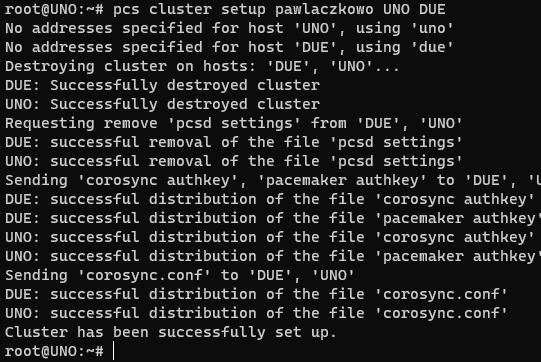 root@UNO:~# pcs cluster setup pawlaczkowo UNO DUE
No addresses specified for host 'UNO', using 'uno'
No addresses specified for host 'DUE', using 'due'
Destroying cluster on hosts: 'DUE', 'UNO'...
DUE: Successfully destroyed cluster
UNO: Successfully destroyed cluster
Requesting remove 'pcsd settings' from 'DUE', 'UNO'
DUE: successful removal of the file 'pcsd settings'
UNO: successful removal of the file 'pcsd settings'
Sending 'corosync authkey', 'pacemaker authkey' to 'DUE',
DUE: successful distribution of the file 'corosync authkey'
DUE: successful distribution of the file 'pacemaker authkey'
UNO: successful distribution of the file 'corosync authkey'
UNO: successful distribution of the file 'pacemaker authkey'
Sending 'corosync.conf' to 'DUE', 'UNO'
DUE: successful distribution of the file 'corosync.conf'
UNO: successful distribution of the file 'corosync.conf'
Cluster has been successfully set up.
root@UNO:~#